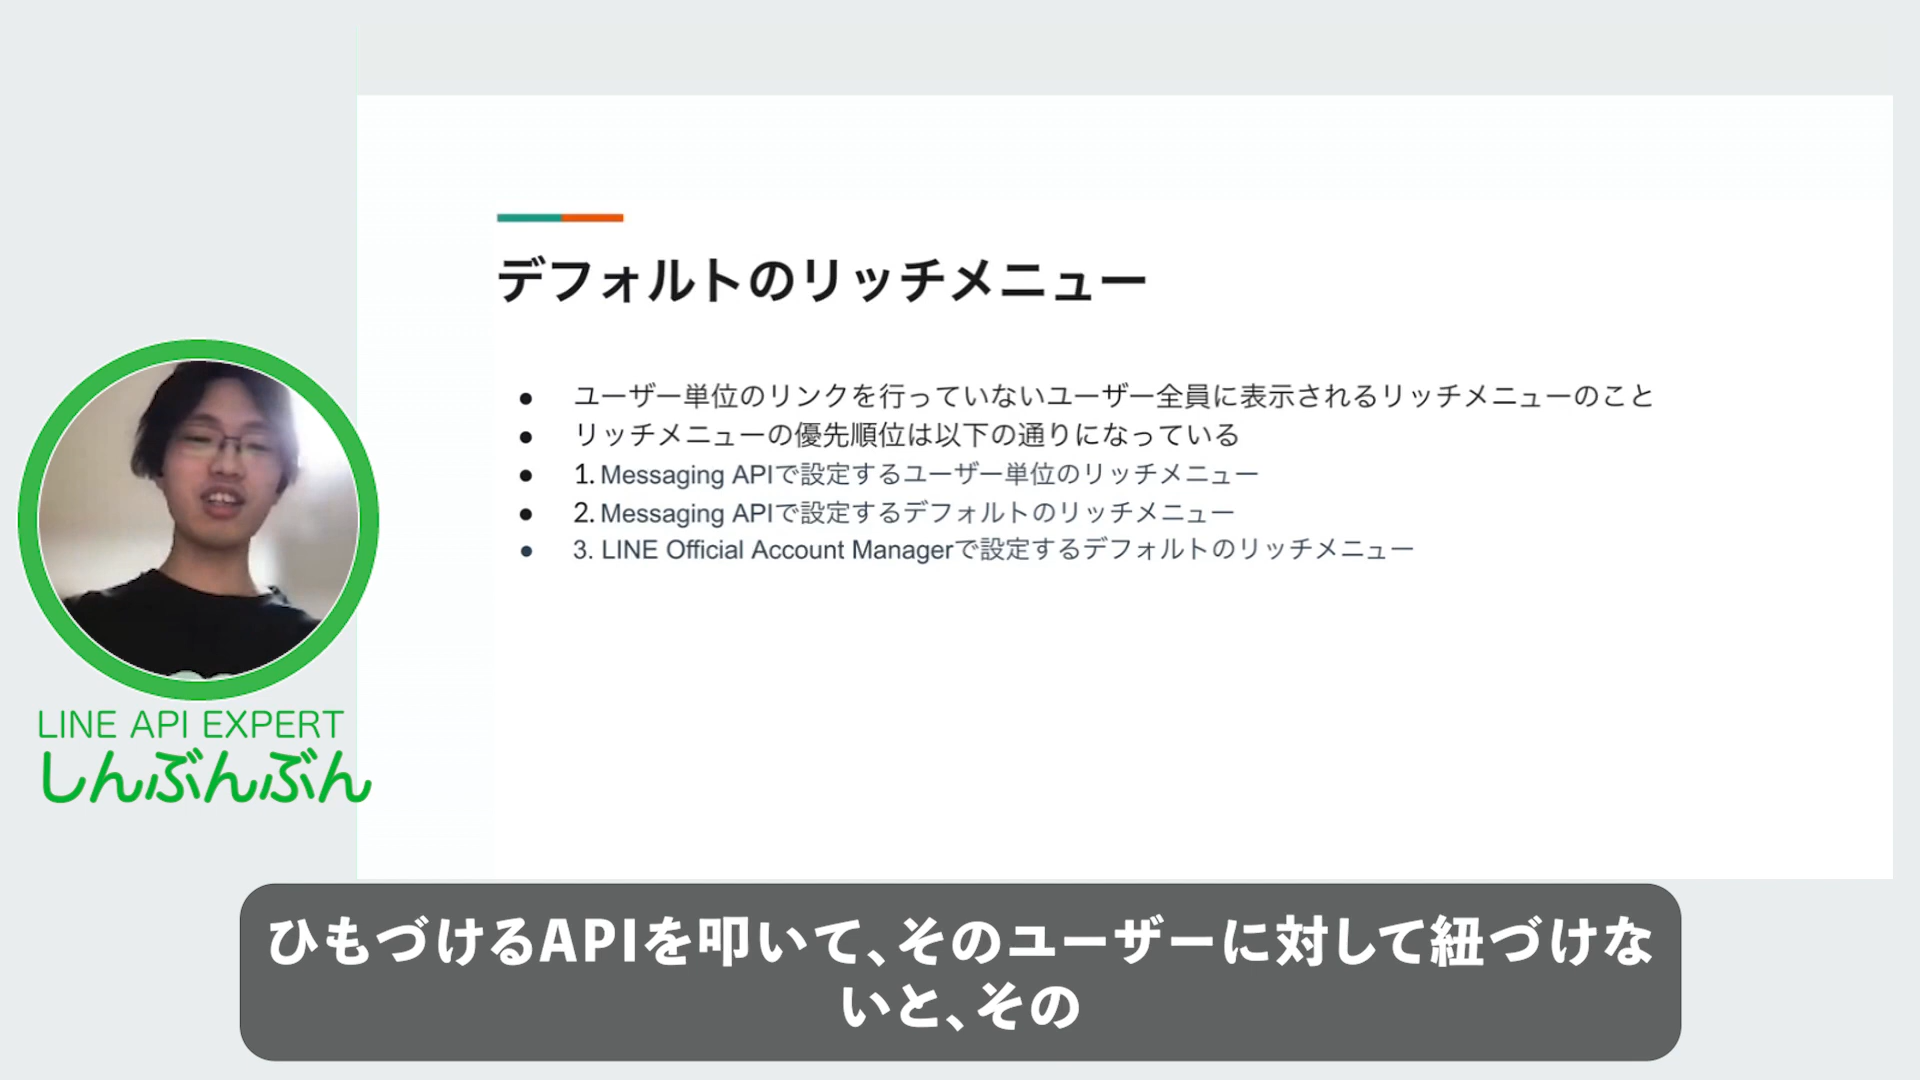 デフォルトのリッチメニュー
● ユーザー単位のリンクを行っていないユーザー全員に表示されるリッチメニューのこと
● リッチメニューの優先順位は以下の通りになっている
● 1. Messaging APIで設定するユーザー単位のリッチメニュー
● 2. Messaging APIで設定するデフォルトのリッチメニュー
● 3. LINE Official Account Managerで設定するデフォルトのリッチメニュー
LINE API EXPERT
しんぶんぶん
ひもづけるAPIを叩いて、そのユーザーに対して紐づけな
いと、その